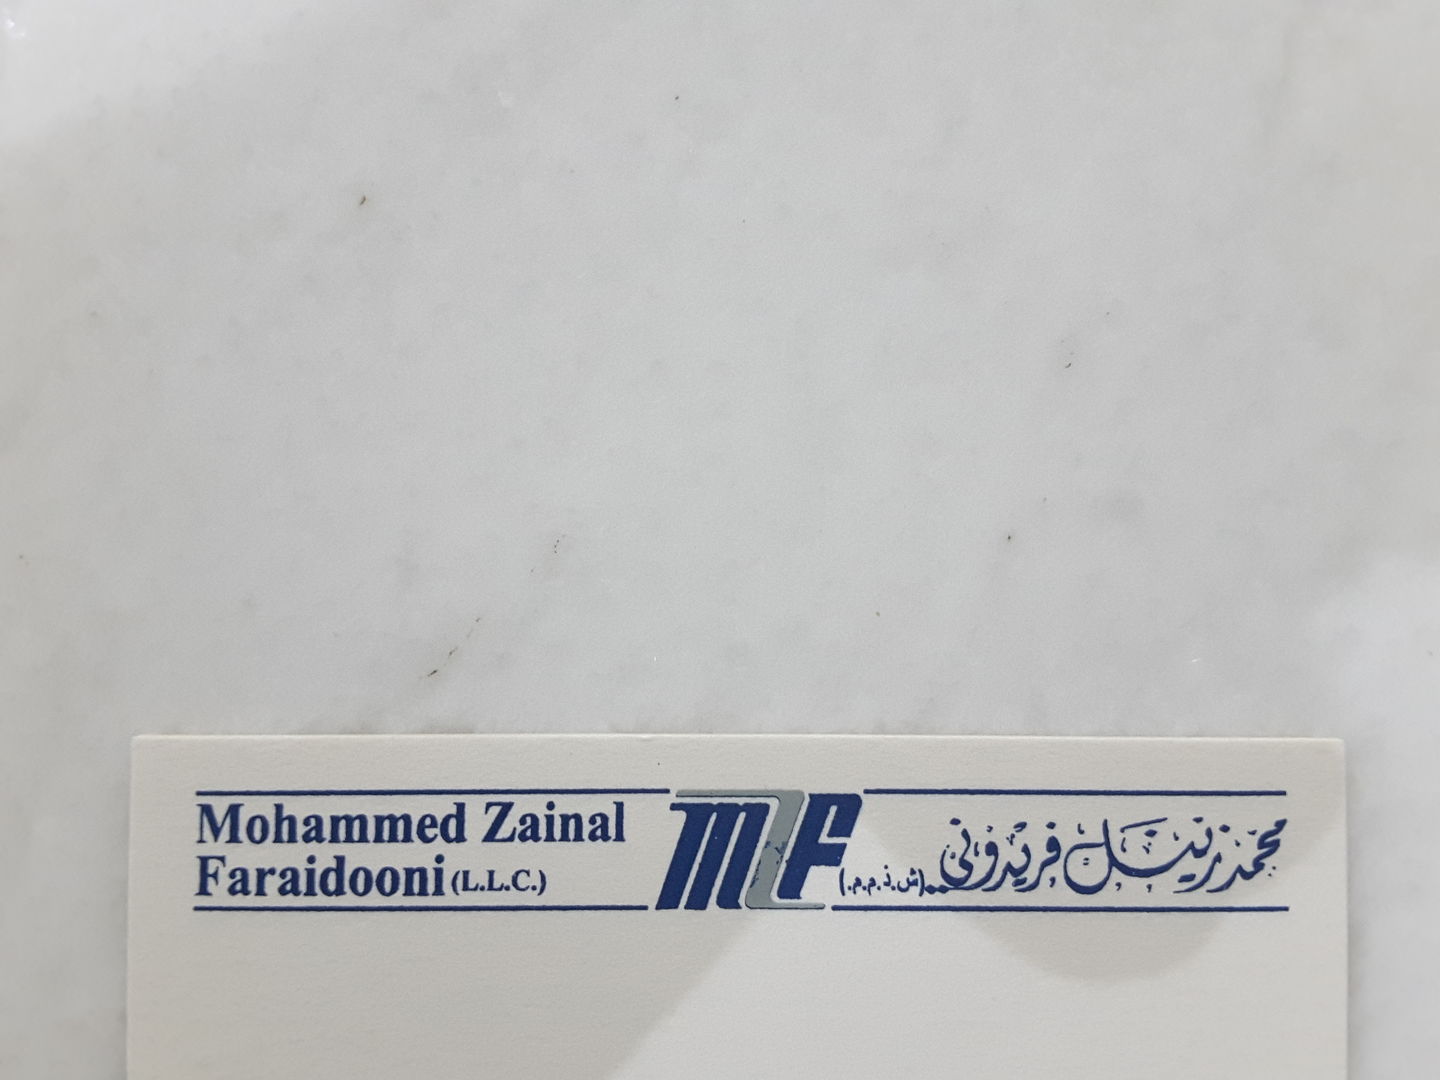 Mohammed Zainal
Faraidooni (L.L.C.)
MZF
محمد زينل فريدوني (ش.ذ.م.م.)